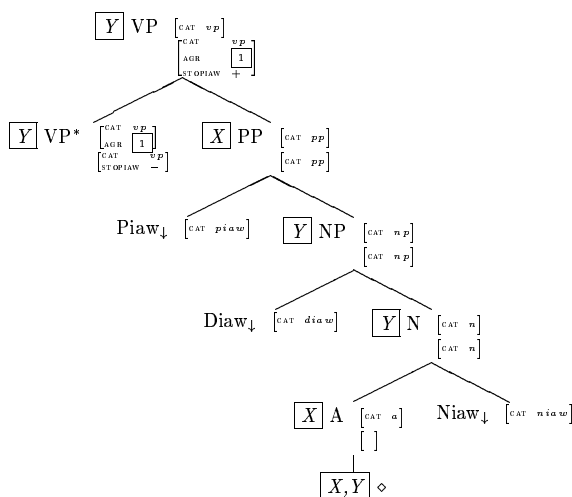 Y VP [CAT vp]
[CAT vp
AGR 1
STOPIAW +]
Y VP* [CAT vp
AGR 1]
[CAT vp
STOPIAW −]
X PP [CAT pp]
[CAT pp]
Piaw↓ [CAT piaw]
Y NP [CAT np]
[CAT np]
Diaw↓ [CAT diaw]
Y N [CAT n]
[CAT n]
X A [CAT a]
[ ]
Niaw↓ [CAT niaw]
X,Y ⋄